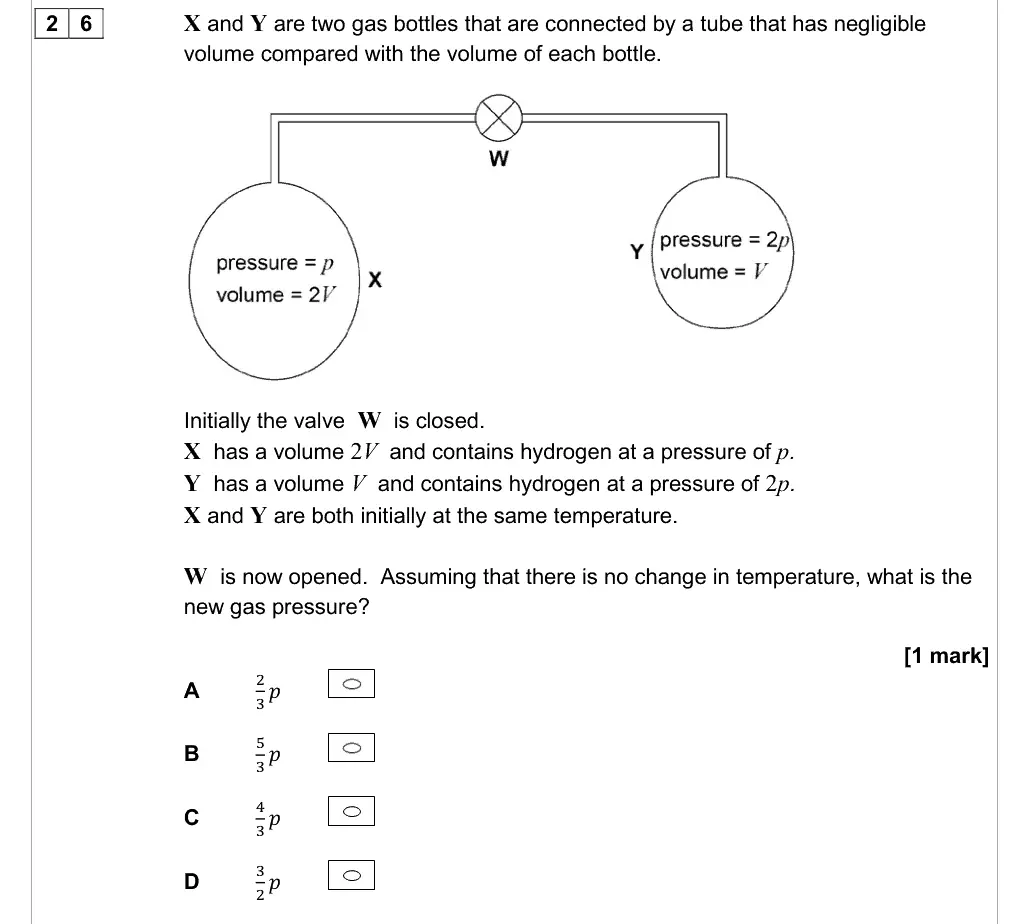 2 6
X and Y are two gas bottles that are connected by a tube that has negligible
volume compared with the volume of each bottle.
W
pressure = p
volume = 2V
X
Y
pressure = 2p
volume = V
Initially the valve W is closed.
X has a volume 2V and contains hydrogen at a pressure of p.
Y has a volume V and contains hydrogen at a pressure of 2p.
X and Y are both initially at the same temperature.
W is now opened. Assuming that there is no change in temperature, what is the
new gas pressure?
[1 mark]
A 2/3 p
B 5/3 p
C 4/3 p
D 3/2 p